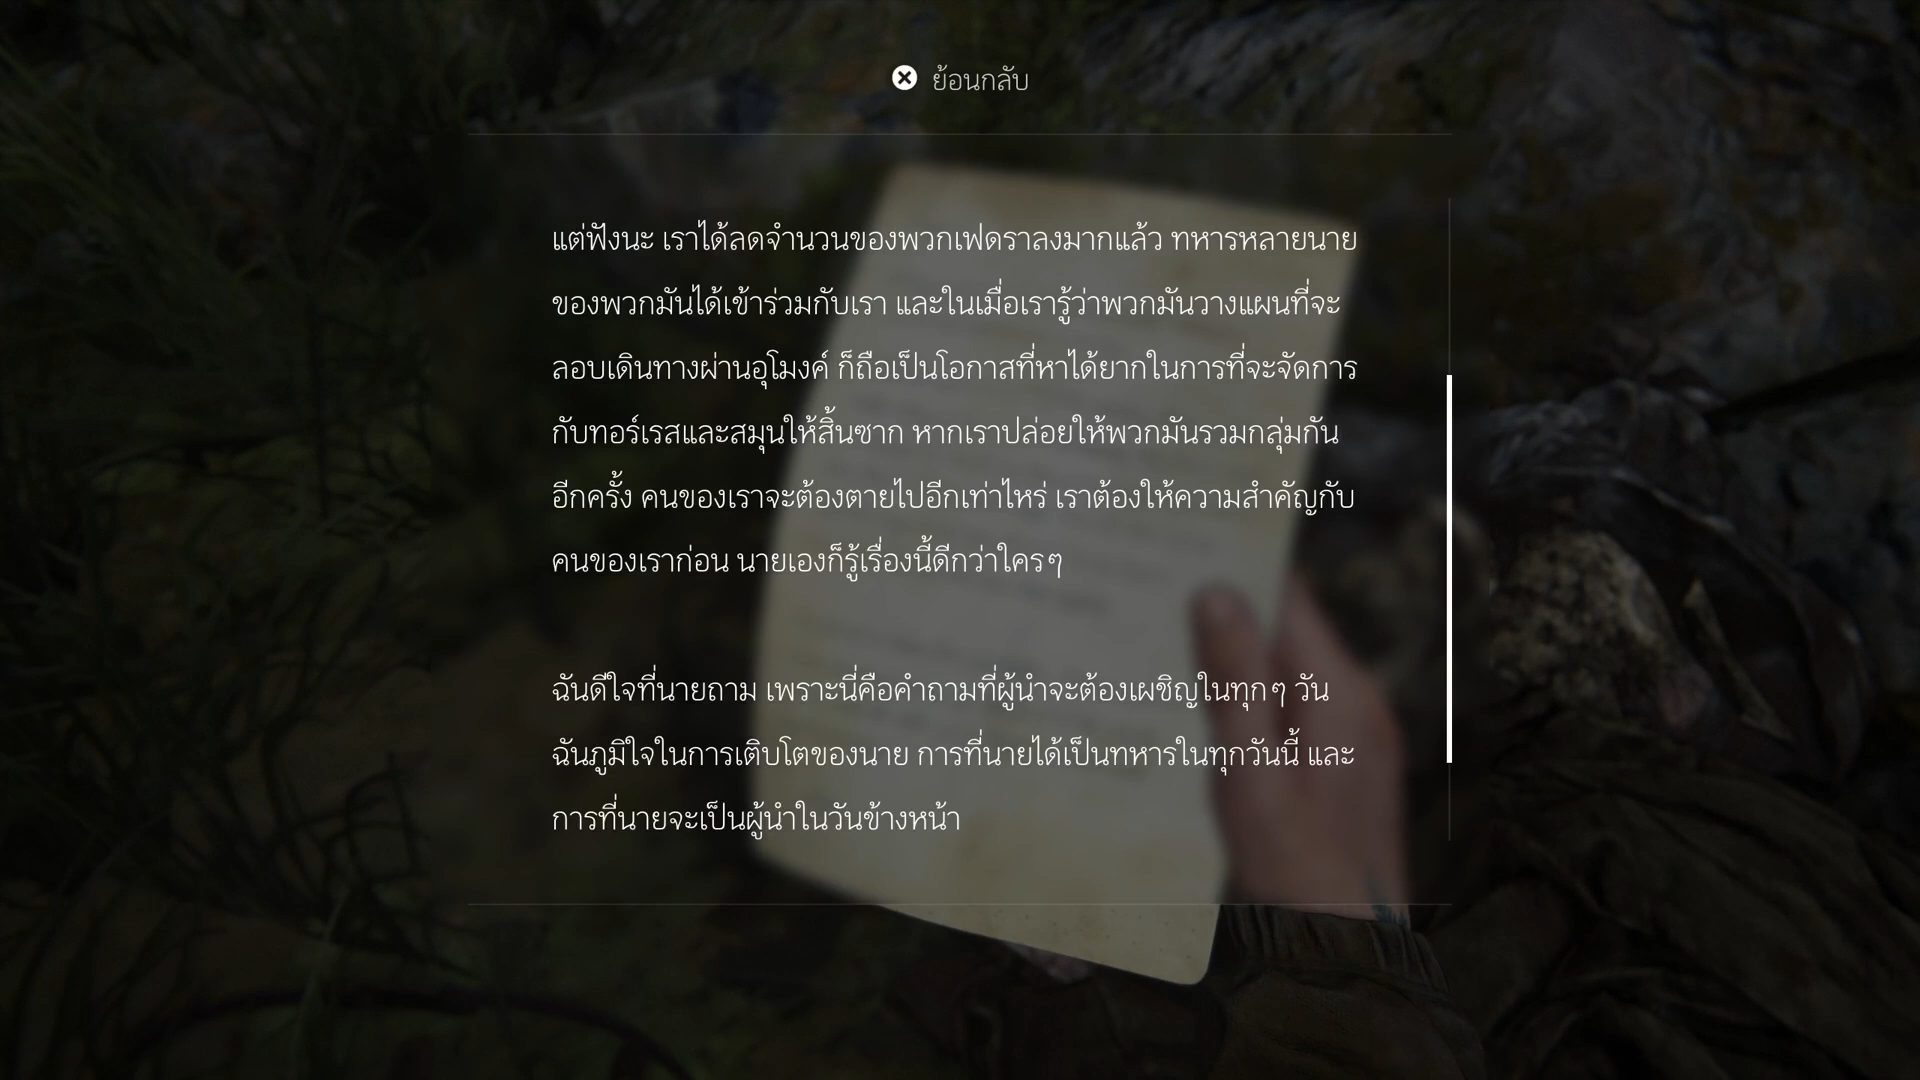 ย้อนกลับ
แต่ฟังนะ เราได้ลดจำนวนของพวกเฟดราลงมากแล้ว ทหารหลายนาย
ของพวกมันได้เข้าร่วมกับเรา และในเมื่อเรารู้ว่าพวกมันวางแผนที่จะ
ลอบเดินทางผ่านอุโมงค์ ก็ถือเป็นโอกาสที่หาได้ยากในการที่จะจัดการ
กับทอร์เรสและสมุนให้สิ้นซาก หากเราปล่อยให้พวกมันรวมกลุ่มกัน
อีกครั้ง คนของเราจะต้องตายไปอีกเท่าไหร่ เราต้องให้ความสำคัญกับ
คนของเราก่อน นายเองก็รู้เรื่องนี้ดีกว่าใครๆ
ฉันดีใจที่นายถาม เพราะนี่คือคำถามที่ผู้นำจะต้องเผชิญในทุกๆ วัน
ฉันภูมิใจในการเติบโตของนาย การที่นายได้เป็นทหารในทุกวันนี้ และ
การที่นายจะเป็นผู้นำในวันข้างหน้า